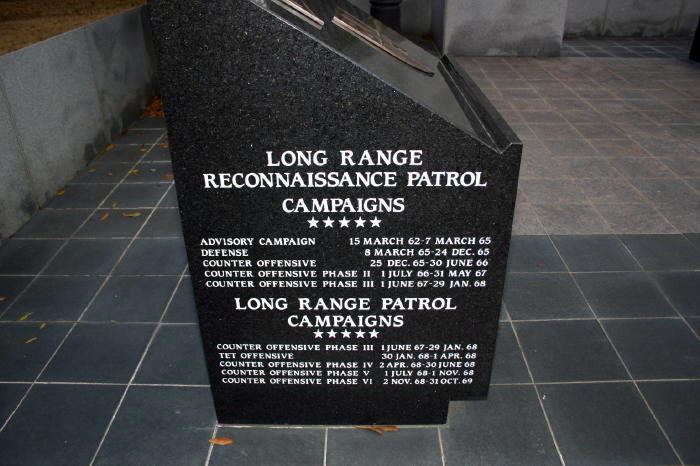 LONG RANGE
RECONNAISSANCE PATROL
CAMPAIGNS
★★★★★
ADVISORY CAMPAIGN 15 MARCH 62-7 MARCH 65
DEFENSE 8 MARCH 65-24 DEC. 65
COUNTER OFFENSIVE 25 DEC. 65-30 JUNE 66
COUNTER OFFENSIVE PHASE II 1 JULY 66-31 MAY 67
COUNTER OFFENSIVE PHASE III 1 JUNE 67-29 JAN. 68
LONG RANGE PATROL
CAMPAIGNS
★★★★★
COUNTER OFFENSIVE PHASE III 1 JUNE 67-29 JAN. 68
TET OFFENSIVE 30 JAN. 68-1 APR. 68
COUNTER OFFENSIVE PHASE IV 2 APR. 68-30 JUNE 68
COUNTER OFFENSIVE PHASE V 1 JULY 68-1 NOV. 68
COUNTER OFFENSIVE PHASE VI 2 NOV. 68-31 OCT. 69